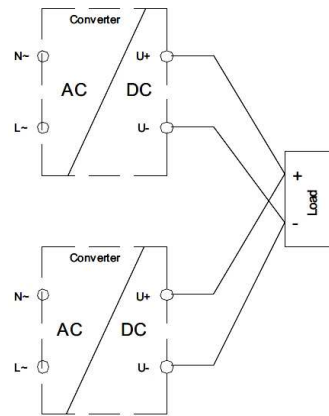 Converter
N~ U+
AC DC
L~ U-
+
Load
-
Converter
N~ U+
AC DC
L~ U-